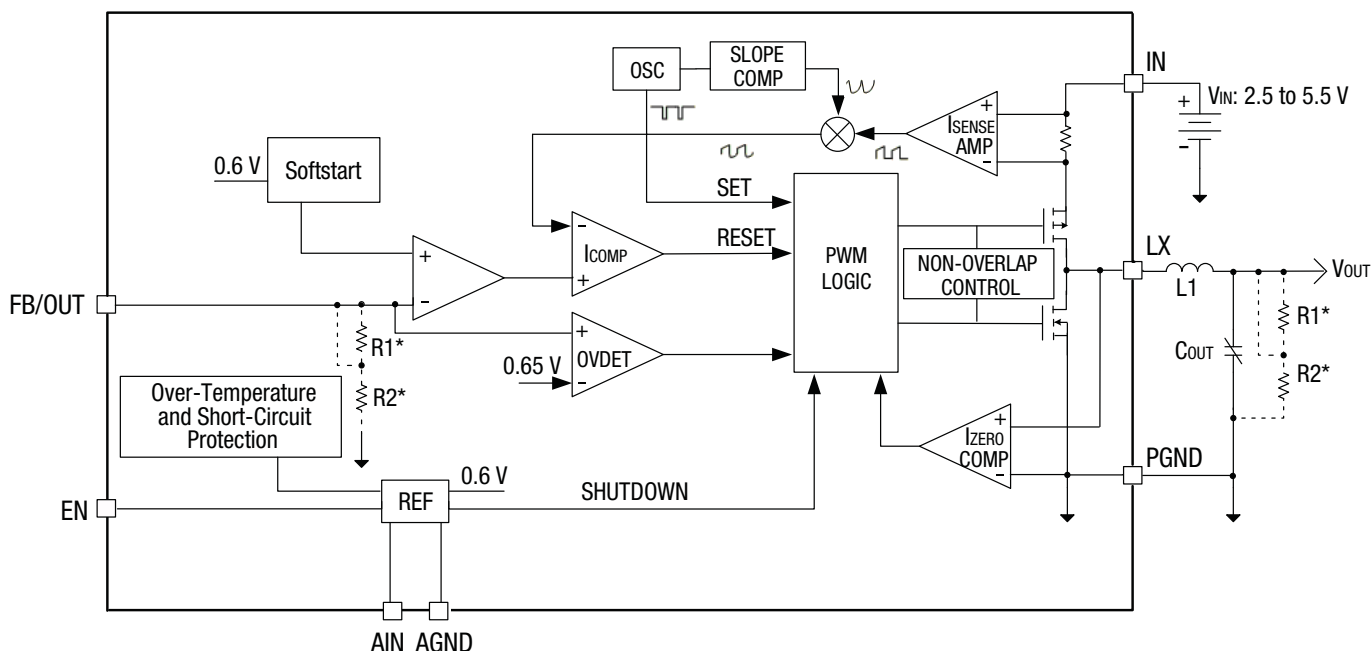 OSC
SLOPE
COMP
IN
+
VIN: 2.5 to 5.5 V
-
+
ISENSE
AMP
-
0.6 V
Softstart
SET
-
ICOMP
+
RESET
PWM
LOGIC
NON-OVERLAP
CONTROL
LX
L1
VOUT
+
-
FB/OUT
R1*
R2*
+
OVDET
-
0.65 V
COUT
R1*
R2*
Over-Temperature
and Short-Circuit
Protection
+
IZERO
COMP
-
PGND
0.6 V
EN
REF
SHUTDOWN
AIN
AGND